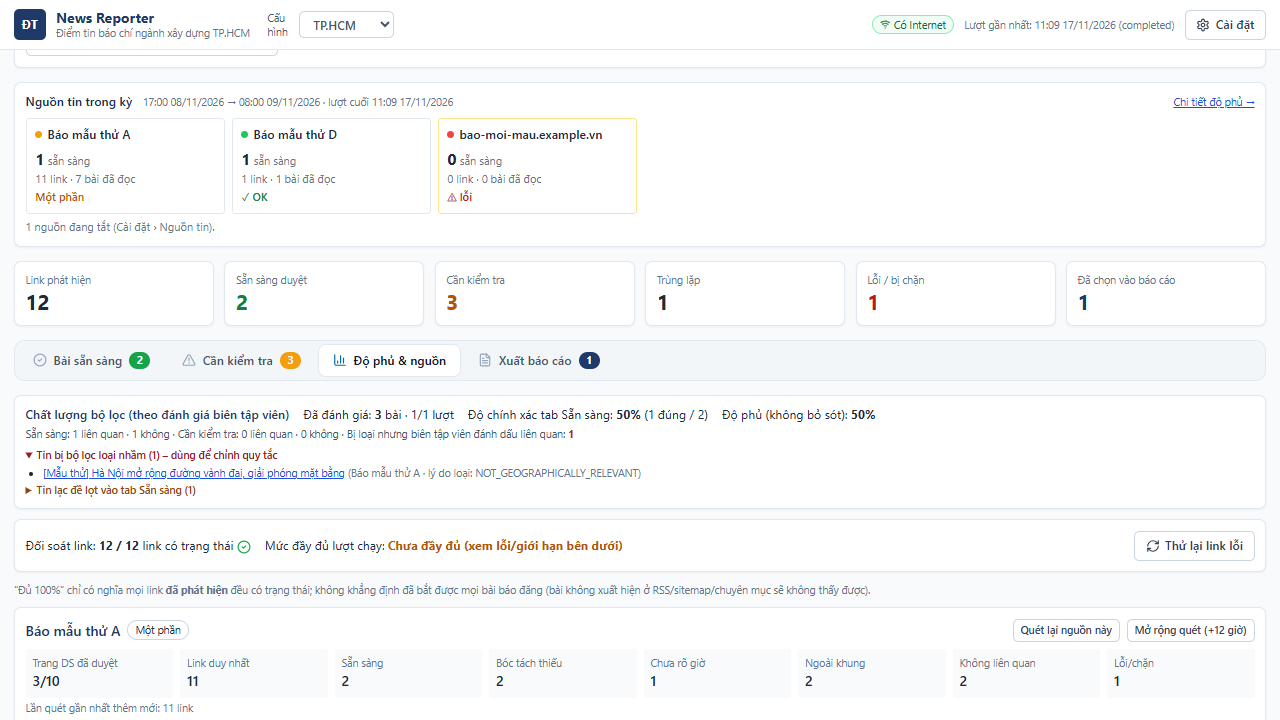 ĐT
News Reporter
Điểm tin báo chí ngành xây dựng TP.HCM
Cấu hình
TP.HCM
Có Internet
Lượt gần nhất: 11:09 17/11/2026 (completed)
Cài đặt
Nguồn tin trong kỳ 17:00 08/11/2026 → 08:00 09/11/2026 · lượt cuối 11:09 17/11/2026
Chi tiết độ phủ →
Báo mẫu thử A
1 sẵn sàng
11 link · 7 bài đã đọc
Một phần
Báo mẫu thử D
1 sẵn sàng
1 link · 1 bài đã đọc
✓ OK
bao-moi-mau.example.vn
0 sẵn sàng
0 link · 0 bài đã đọc
⚠ lỗi
1 nguồn đang tắt (Cài đặt › Nguồn tin).
Link phát hiện
12
Sẵn sàng duyệt
2
Cần kiểm tra
3
Trùng lặp
1
Lỗi / bị chặn
1
Đã chọn vào báo cáo
1
Bài sẵn sàng 2
Cần kiểm tra 3
Độ phủ & nguồn
Xuất báo cáo 1
Chất lượng bộ lọc (theo đánh giá biên tập viên) Đã đánh giá: 3 bài · 1/1 lượt Độ chính xác tab Sẵn sàng: 50% (1 đúng / 2) Độ phủ (không bỏ sót): 50%
Sẵn sàng: 1 liên quan · 1 không · Cần kiểm tra: 0 liên quan · 0 không · Bị loại nhưng biên tập viên đánh dấu liên quan: 1
▼ Tin bị bộ lọc loại nhầm (1) – dùng để chỉnh quy tắc
• [Mẫu thử] Hà Nội mở rộng đường vành đai, giải phóng mặt bằng (Báo mẫu thử A · lý do loại: NOT_GEOGRAPHICALLY_RELEVANT)
▶ Tin lạc đề lọt vào tab Sẵn sàng (1)
Đối soát link: 12 / 12 link có trạng thái Mức đầy đủ lượt chạy: Chưa đầy đủ (xem lỗi/giới hạn bên dưới)
Thử lại link lỗi
"Đủ 100%" chỉ có nghĩa mọi link đã phát hiện đều có trạng thái; không khẳng định đã bắt được mọi bài báo đăng (bài không xuất hiện ở RSS/sitemap/chuyên mục sẽ không thấy được).
Báo mẫu thử A Một phần
Quét lại nguồn này
Mở rộng quét (+12 giờ)
Trang DS đã duyệt
3/10
Link duy nhất
11
Sẵn sàng
2
Bóc tách thiếu
2
Chưa rõ giờ
1
Ngoài khung
2
Không liên quan
2
Lỗi/chặn
1
Lần quét gần nhất thêm mới: 11 link